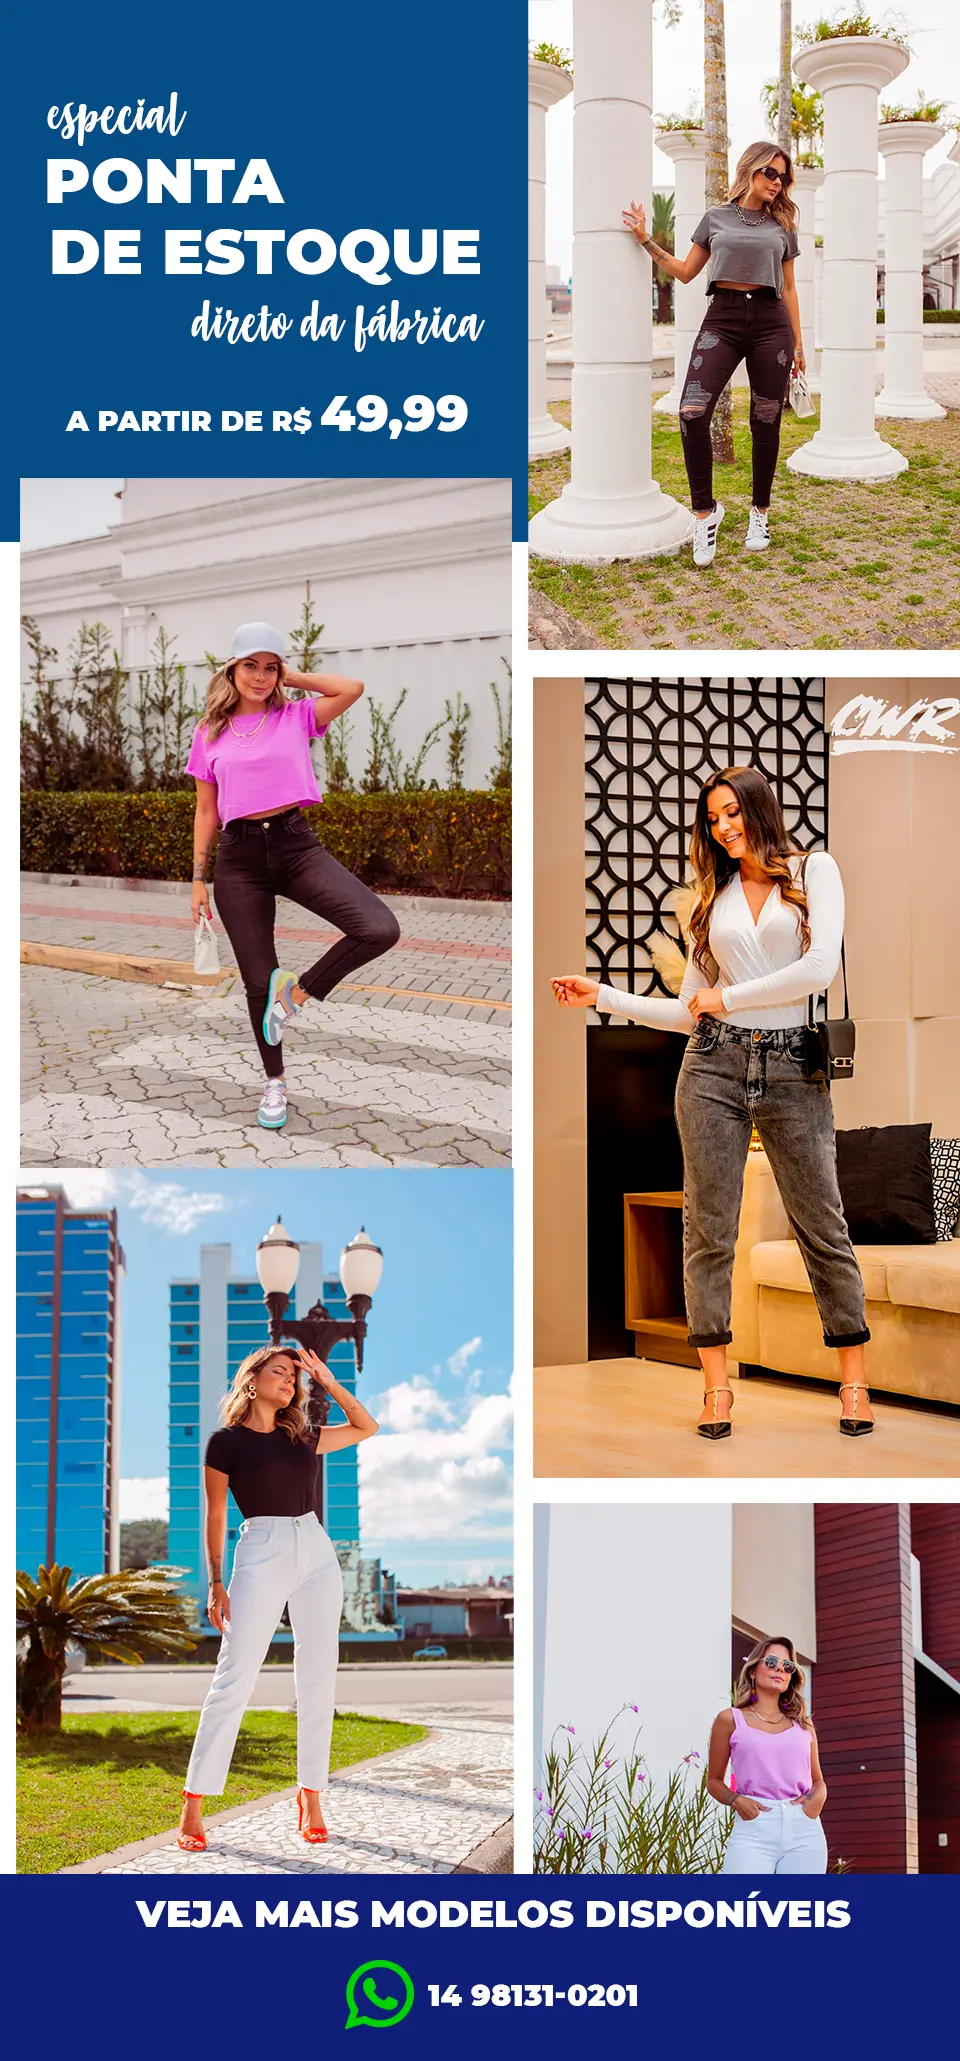 especial
PONTA
DE ESTOQUE
direto da fábrica
A PARTIR DE R$ 49,99
CWR
VEJA MAIS MODELOS DISPONÍVEIS
14 98131-0201